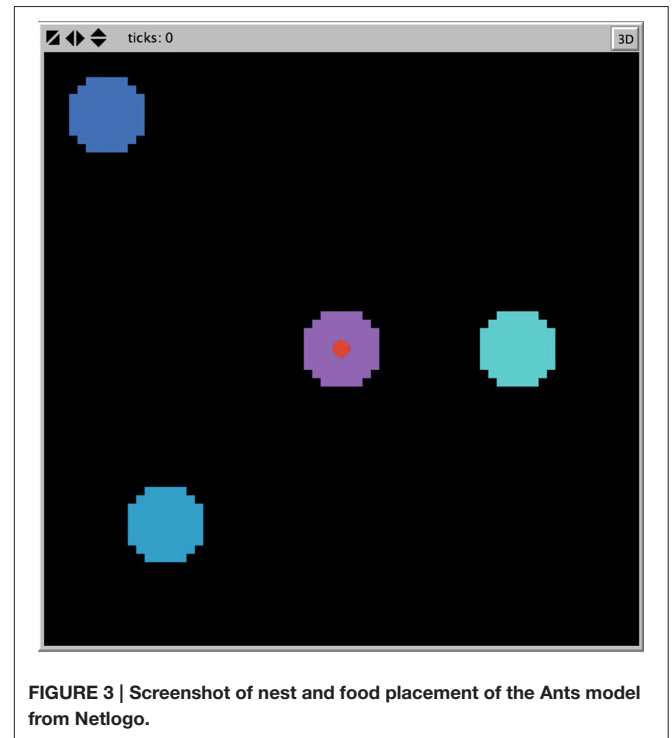 ticks: 0
3D
FIGURE 3 | Screenshot of nest and food placement of the Ants model
from Netlogo.